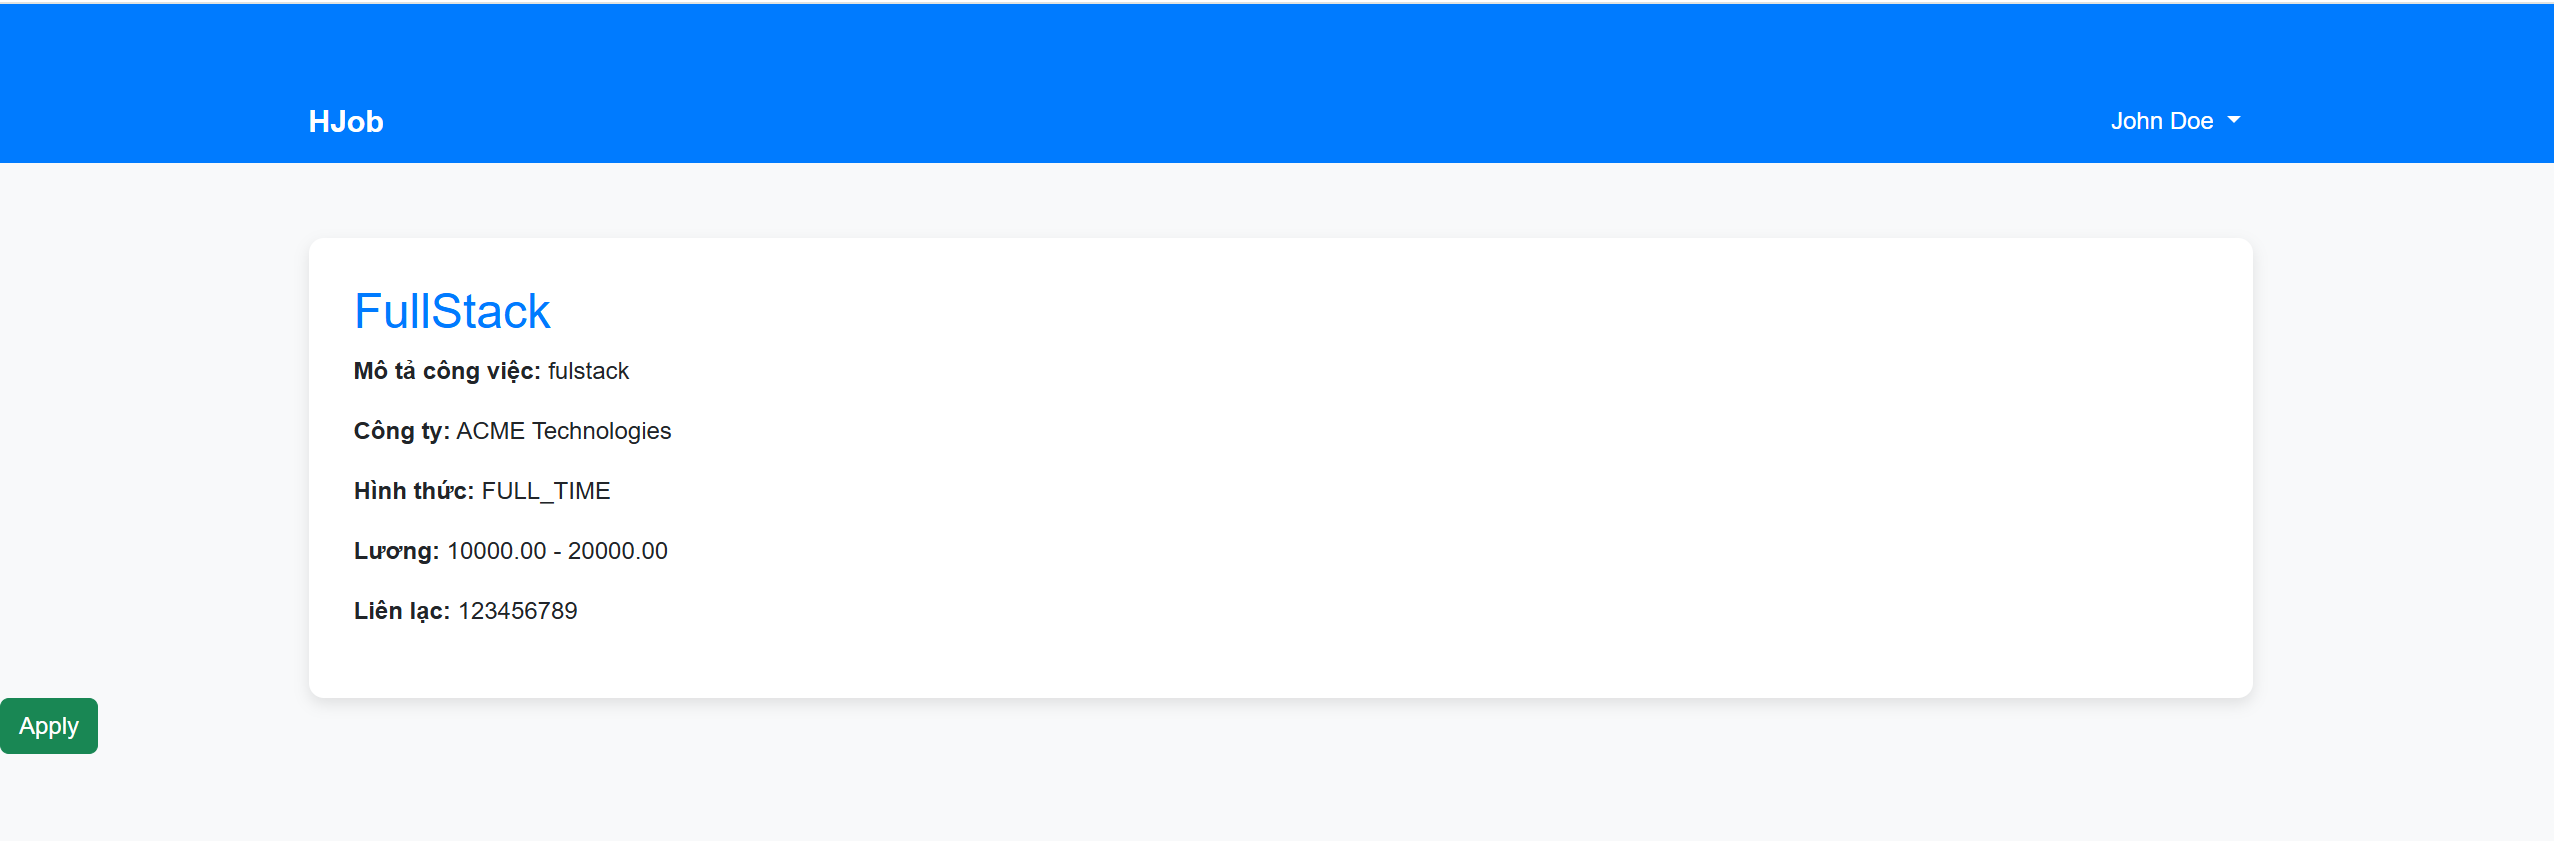 HJob
John Doe
FullStack
Mô tả công việc: fulstack
Công ty: ACME Technologies
Hình thức: FULL_TIME
Lương: 10000.00 - 20000.00
Liên lạc: 123456789
Apply